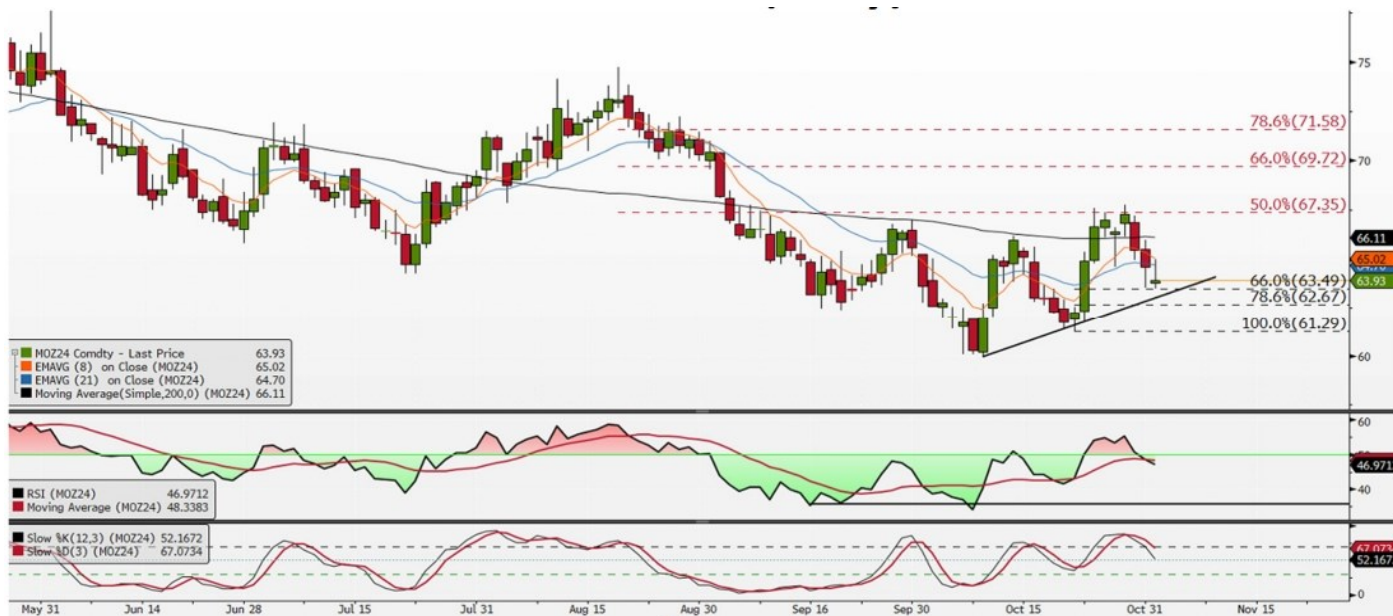 75
78.6%(71.58)
70
66.0%(69.72)
50.0%(67.35)
66.11
65.02
64.70
66.0%(63.49)
63.93
78.6%(62.67)
100.0%(61.29)
60
MOZ24 Comdty - Last Price 63.93
EMAVG (8) on Close (MOZ24) 65.02
EMAVG (21) on Close (MOZ24) 64.70
Moving Average(Simple,200,0) (MOZ24) 66.11
60
50
46.971
40
RSI (MOZ24) 46.9712
Moving Average (MOZ24) 48.3383
Slow %K(12,3) (MOZ24) 52.1672
Slow %D(3) (MOZ24) 67.0734
67.073
52.167
0
May 31 Jun 14 Jun 28 Jul 15 Jul 31 Aug 15 Aug 30 Sep 16 Sep 30 Oct 15 Oct 31 Nov 15